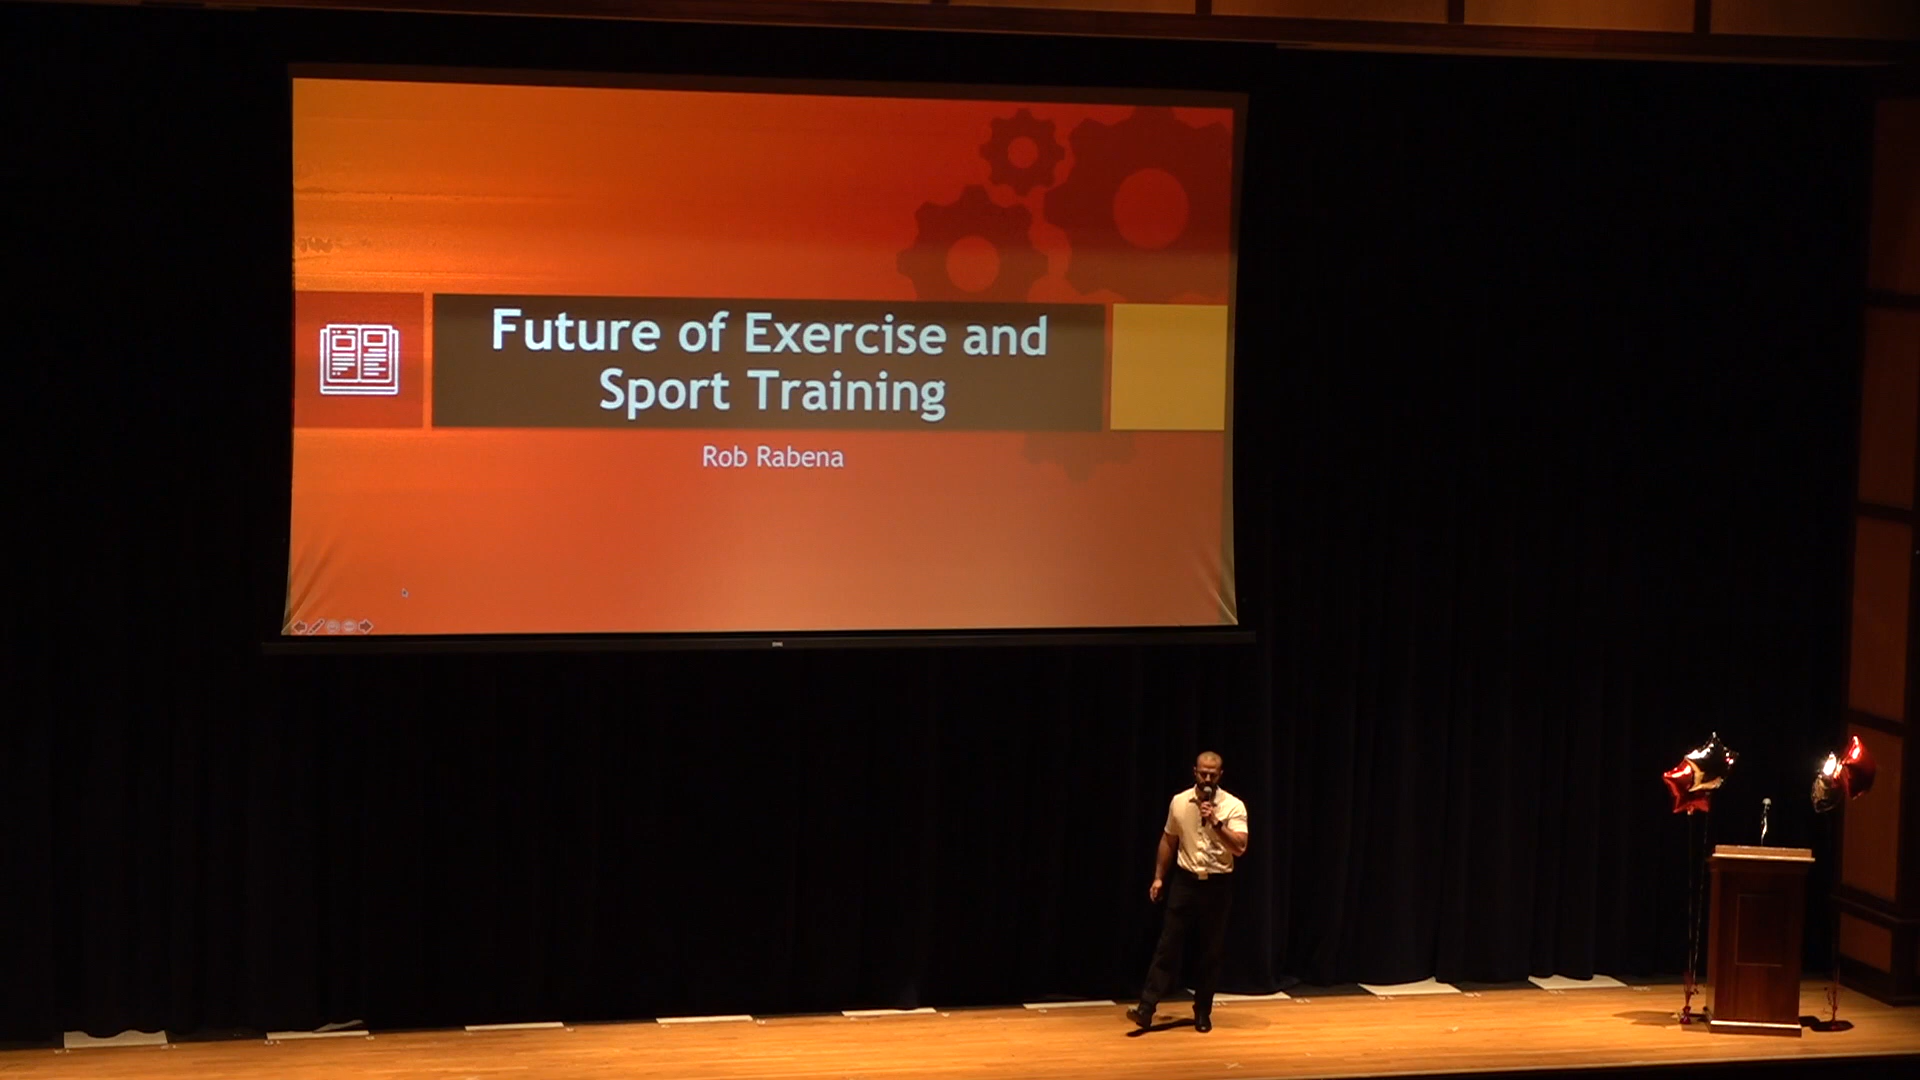 Future of Exercise and
Sport Training
Rob Rabena